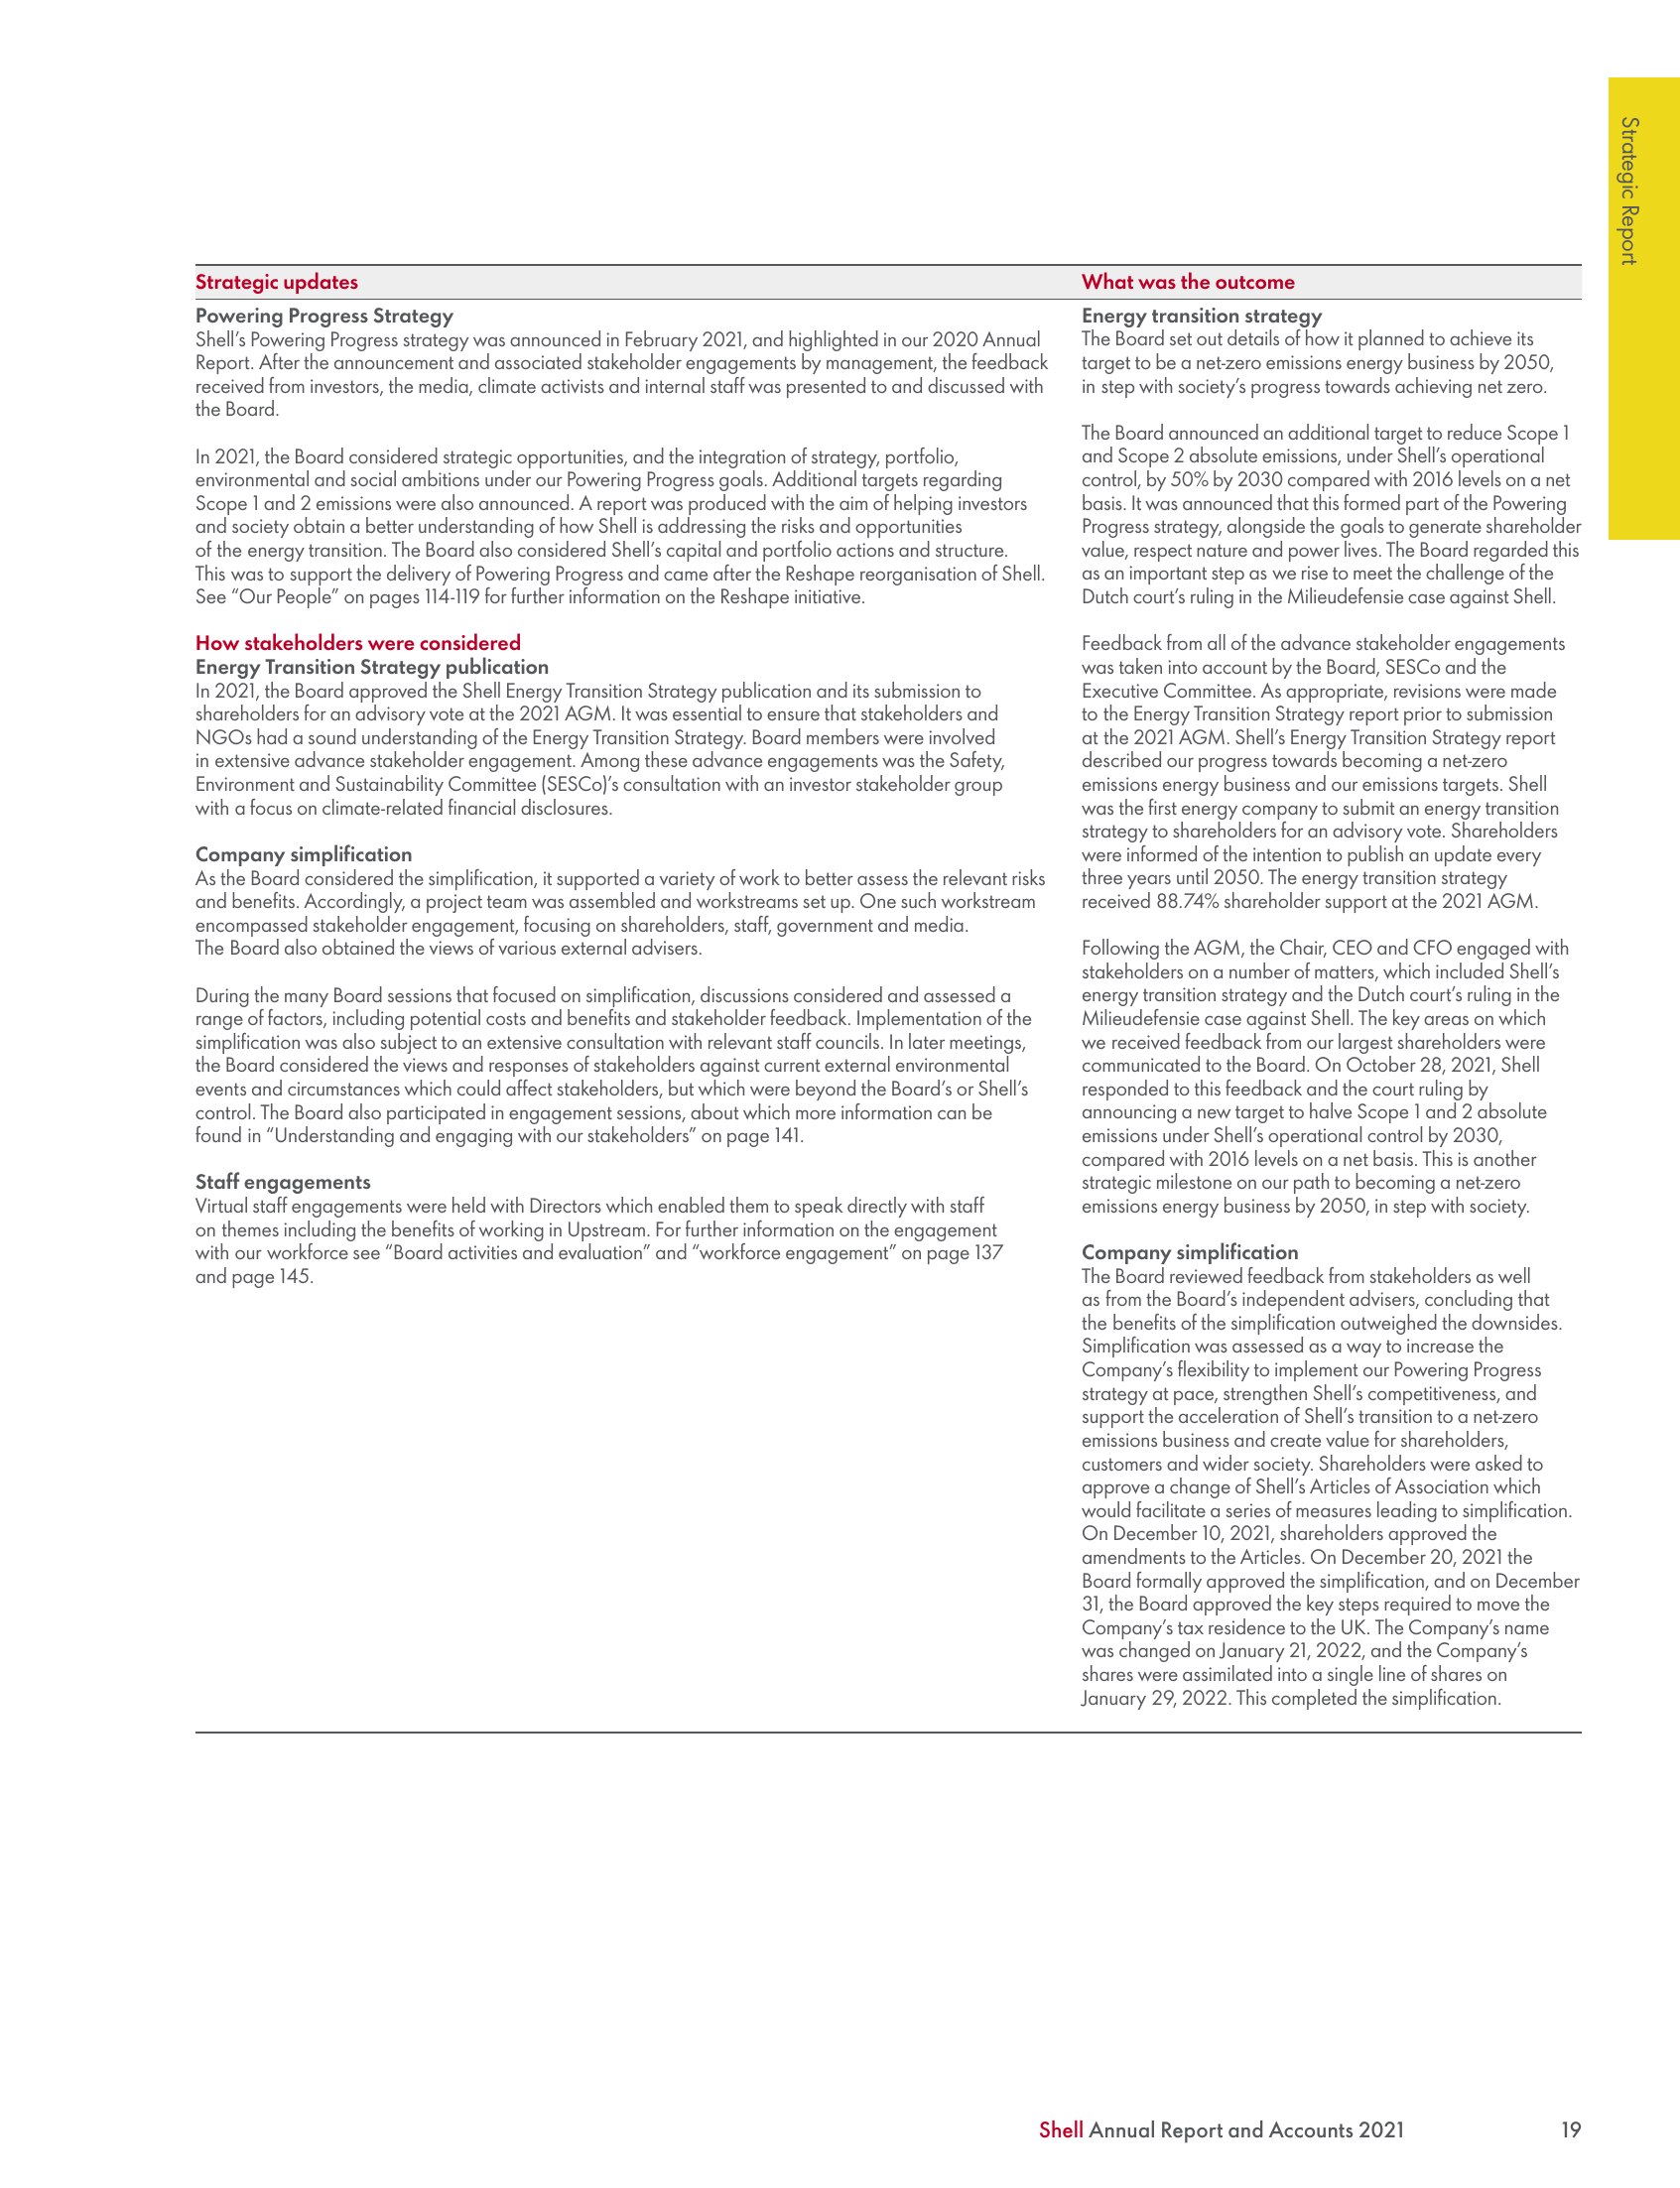 Strategic Report
Strategic updates
Powering Progress Strategy
Shell’s Powering Progress strategy was announced in February 2021, and highlighted in our 2020 Annual
Report. After the announcement and associated stakeholder engagements by management, the feedback
received from investors, the media, climate activists and internal staff was presented to and discussed with
the Board.
In 2021, the Board considered strategic opportunities, and the integration of strategy, portfolio,
environmental and social ambitions under our Powering Progress goals. Additional targets regarding
Scope 1 and 2 emissions were also announced. A report was produced with the aim of helping investors
and society obtain a better understanding of how Shell is addressing the risks and opportunities
of the energy transition. The Board also considered Shell’s capital and portfolio actions and structure.
This was to support the delivery of Powering Progress and came after the Reshape reorganisation of Shell.
See “Our People” on pages 114-119 for further information on the Reshape initiative.
How stakeholders were considered
Energy Transition Strategy publication
In 2021, the Board approved the Shell Energy Transition Strategy publication and its submission to
shareholders for an advisory vote at the 2021 AGM. It was essential to ensure that stakeholders and
NGOs had a sound understanding of the Energy Transition Strategy. Board members were involved
in extensive advance stakeholder engagement. Among these advance engagements was the Safety,
Environment and Sustainability Committee (SESCo)’s consultation with an investor stakeholder group
with a focus on climate-related financial disclosures.
Company simplification
As the Board considered the simplification, it supported a variety of work to better assess the relevant risks
and benefits. Accordingly, a project team was assembled and workstreams set up. One such workstream
encompassed stakeholder engagement, focusing on shareholders, staff, government and media.
The Board also obtained the views of various external advisers.
During the many Board sessions that focused on simplification, discussions considered and assessed a
range of factors, including potential costs and benefits and stakeholder feedback. Implementation of the
simplification was also subject to an extensive consultation with relevant staff councils. In later meetings,
the Board considered the views and responses of stakeholders against current external environmental
events and circumstances which could affect stakeholders, but which were beyond the Board’s or Shell’s
control. The Board also participated in engagement sessions, about which more information can be
found in “Understanding and engaging with our stakeholders” on page 141.
Staff engagements
Virtual staff engagements were held with Directors which enabled them to speak directly with staff
on themes including the benefits of working in Upstream. For further information on the engagement
with our workforce see “Board activities and evaluation” and “workforce engagement” on page 137
and page 145.
What was the outcome
Energy transition strategy
The Board set out details of how it planned to achieve its
target to be a net-zero emissions energy business by 2050,
in step with society’s progress towards achieving net zero.
The Board announced an additional target to reduce Scope 1
and Scope 2 absolute emissions, under Shell’s operational
control, by 50% by 2030 compared with 2016 levels on a net
basis. It was announced that this formed part of the Powering
Progress strategy, alongside the goals to generate shareholder
value, respect nature and power lives. The Board regarded this
as an important step as we rise to meet the challenge of the
Dutch court’s ruling in the Milieudefensie case against Shell.
Feedback from all of the advance stakeholder engagements
was taken into account by the Board, SESCo and the
Executive Committee. As appropriate, revisions were made
to the Energy Transition Strategy report prior to submission
at the 2021 AGM. Shell’s Energy Transition Strategy report
described our progress towards becoming a net-zero
emissions energy business and our emissions targets. Shell
was the first energy company to submit an energy transition
strategy to shareholders for an advisory vote. Shareholders
were informed of the intention to publish an update every
three years until 2050. The energy transition strategy
received 88.74% shareholder support at the 2021 AGM.
Following the AGM, the Chair, CEO and CFO engaged with
stakeholders on a number of matters, which included Shell’s
energy transition strategy and the Dutch court’s ruling in the
Milieudefensie case against Shell. The key areas on which
we received feedback from our largest shareholders were
communicated to the Board. On October 28, 2021, Shell
responded to this feedback and the court ruling by
announcing a new target to halve Scope 1 and 2 absolute
emissions under Shell’s operational control by 2030,
compared with 2016 levels on a net basis. This is another
strategic milestone on our path to becoming a net-zero
emissions energy business by 2050, in step with society.
Company simplification
The Board reviewed feedback from stakeholders as well
as from the Board’s independent advisers, concluding that
the benefits of the simplification outweighed the downsides.
Simplification was assessed as a way to increase the
Company’s flexibility to implement our Powering Progress
strategy at pace, strengthen Shell’s competitiveness, and
support the acceleration of Shell’s transition to a net-zero
emissions business and create value for shareholders,
customers and wider society. Shareholders were asked to
approve a change of Shell’s Articles of Association which
would facilitate a series of measures leading to simplification.
On December 10, 2021, shareholders approved the
amendments to the Articles. On December 20, 2021 the
Board formally approved the simplification, and on December
31, the Board approved the key steps required to move the
Company’s tax residence to the UK. The Company’s name
was changed on January 21, 2022, and the Company’s
shares were assimilated into a single line of shares on
January 29, 2022. This completed the simplification.
Shell Annual Report and Accounts 2021 19